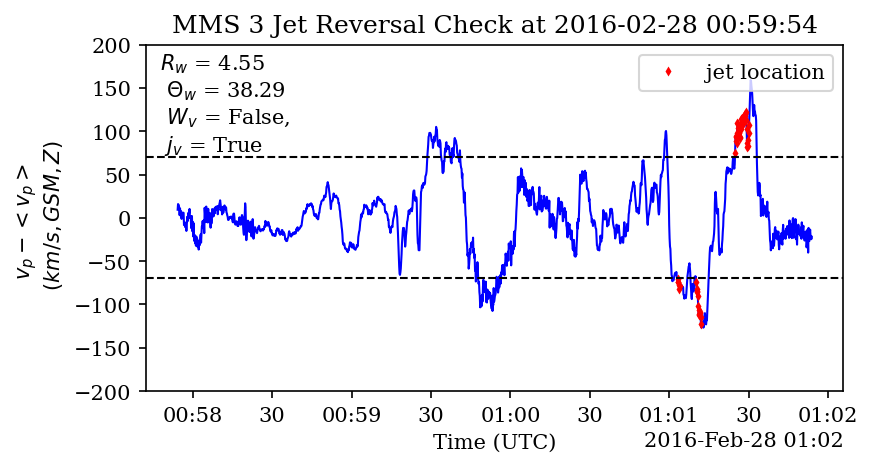 MMS 3 Jet Reversal Check at 2016-02-28 00:59:54
R_w = 4.55
Θ_w = 38.29
W_v = False,
j_v = True
jet location
200
150
100
50
0
−50
−100
−150
−200
v_p − < v_p >
(km/s, GSM, Z)
00:58 30 00:59 30 01:00 30 01:01 30 01:02
Time (UTC)
2016-Feb-28 01:02